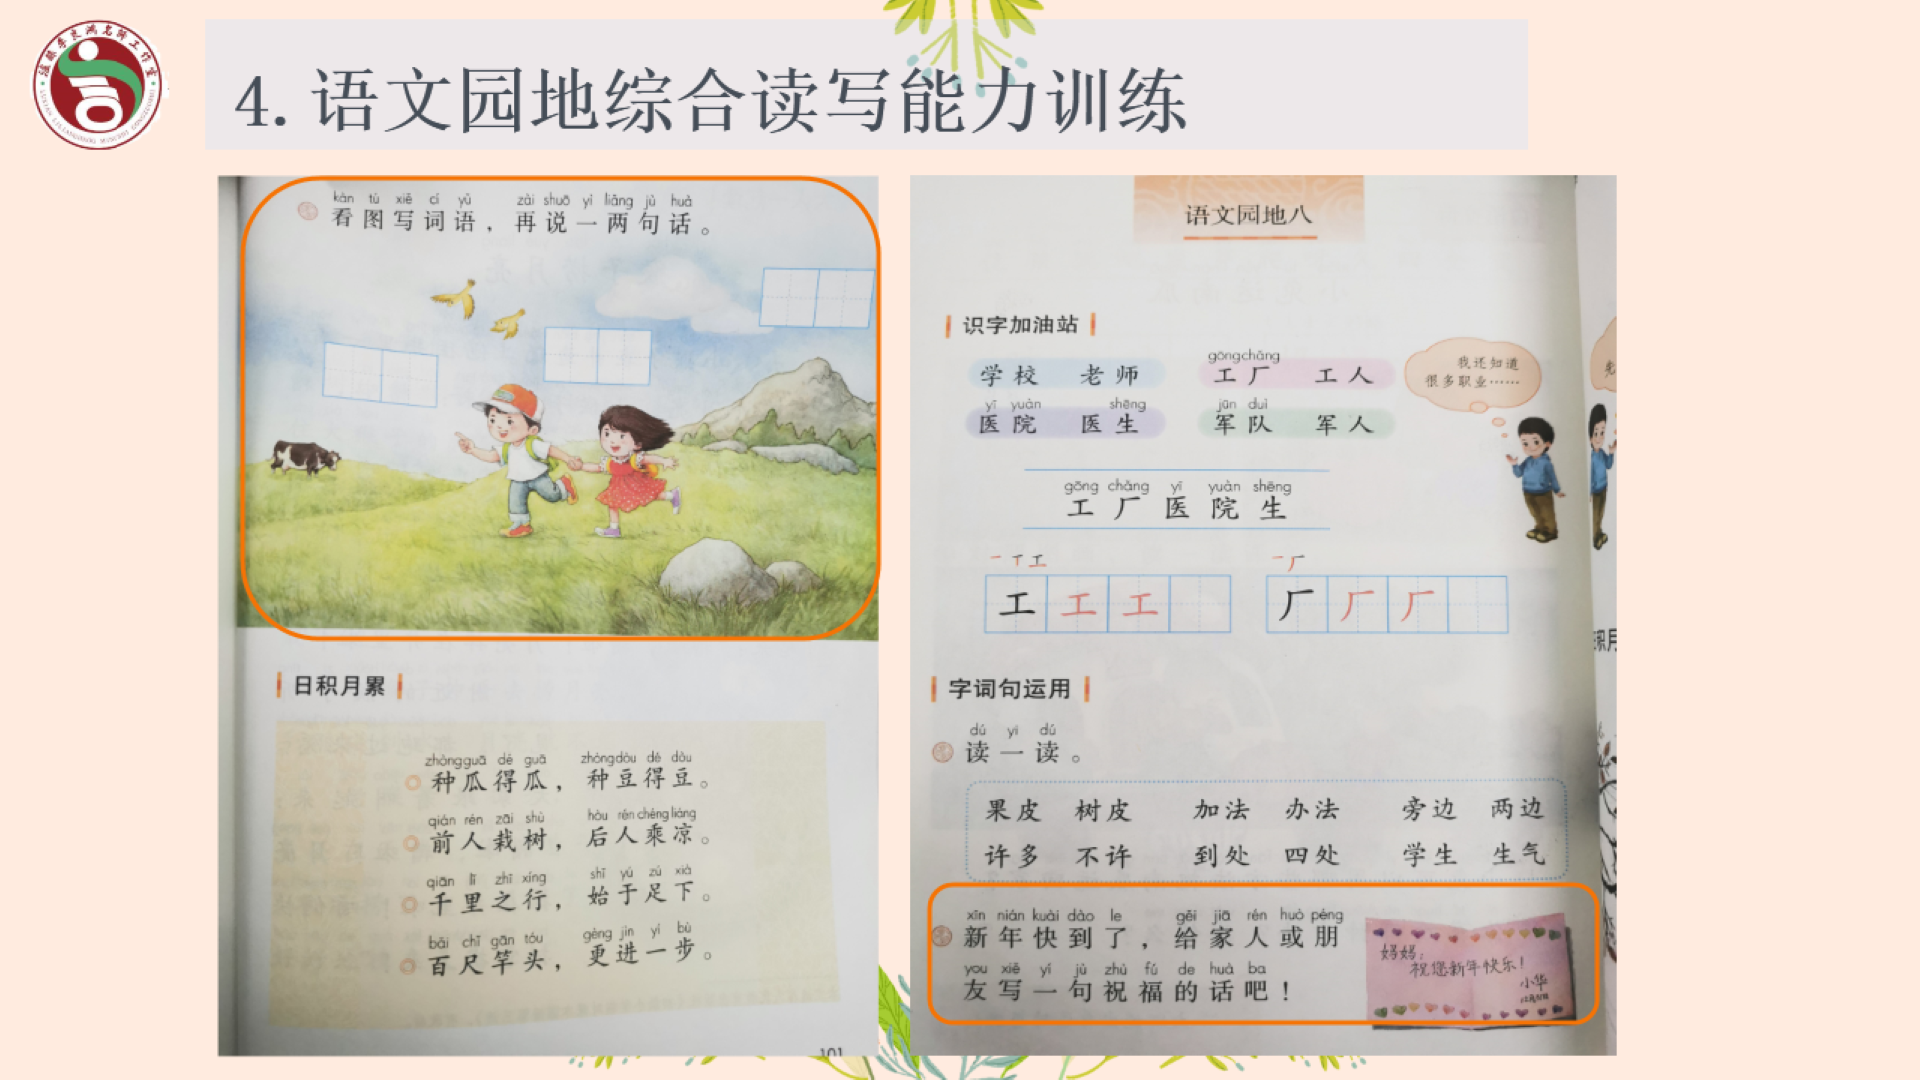 4. 语文园地综合读写能力训练
kàn tú xiě cí yǔ zài shuō yì liǎng jù huà
看图写词语，再说一两句话。
日积月累
zhòng guā dé guā zhòng dòu dé dòu
种瓜得瓜，种豆得豆。
qián rén zāi shù hòu rén chéng liáng
前人栽树，后人乘凉。
qiān lǐ zhī xíng shǐ yú zú xià
千里之行，始于足下。
bǎi chǐ gān tóu gèng jìn yí bù
百尺竿头，更进一步。
101
语文园地八
识字加油站
gōng chǎng
学校 老师 工厂 工人
yī yuàn shēng jūn duì
医院 医生 军队 军人
我还知道
很多职业……
gōng chǎng yī yuàn shēng
工厂医院生
工 工 工 厂 厂 厂
字词句运用
dú yi dú
读一读。
果皮 树皮 加法 办法 旁边 两边
许多 不许 到处 四处 学生 生气
xīn nián kuài dào le gěi jiā rén huò péng
新年快到了，给家人或朋
you xiě yí jù zhù fú de huà ba
友写一句祝福的话吧！
妈妈：
祝您新年快乐！
小华